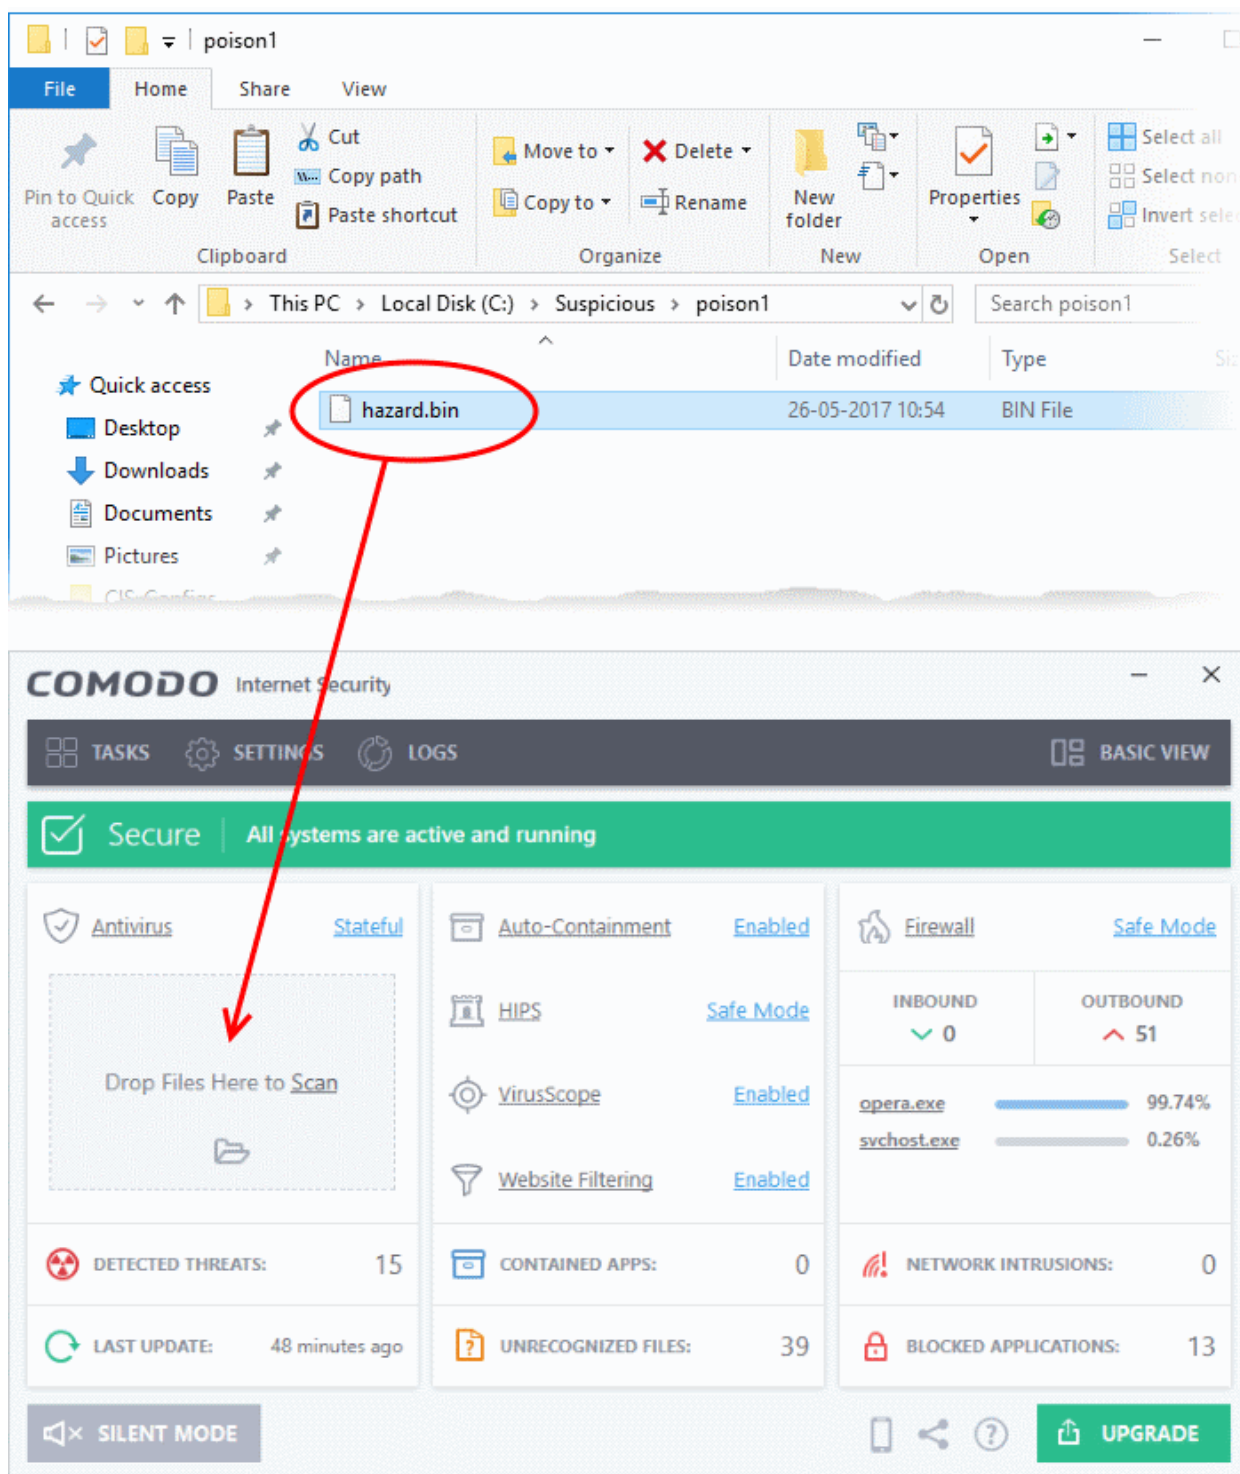 poison1
File Home Share View
Pin to Quick access
Copy
Paste
Cut
Copy path
Paste shortcut
Clipboard
Move to
Copy to
Delete
Rename
Organize
New folder
New
Properties
Open
Select all
Select non
Invert sele
Select
This PC > Local Disk (C:) > Suspicious > poison1
Search poison1
Name Date modified Type
Quick access
hazard.bin 26-05-2017 10:54 BIN File
Desktop
Downloads
Documents
Pictures
COMODO Internet Security
TASKS SETTINGS LOGS BASIC VIEW
Secure All systems are active and running
Antivirus Stateful
Drop Files Here to Scan
DETECTED THREATS: 15
LAST UPDATE: 48 minutes ago
Auto-Containment Enabled
HIPS Safe Mode
VirusScope Enabled
Website Filtering Enabled
CONTAINED APPS: 0
UNRECOGNIZED FILES: 39
Firewall Safe Mode
INBOUND OUTBOUND
0 51
opera.exe 99.74%
svchost.exe 0.26%
NETWORK INTRUSIONS: 0
BLOCKED APPLICATIONS: 13
SILENT MODE
UPGRADE